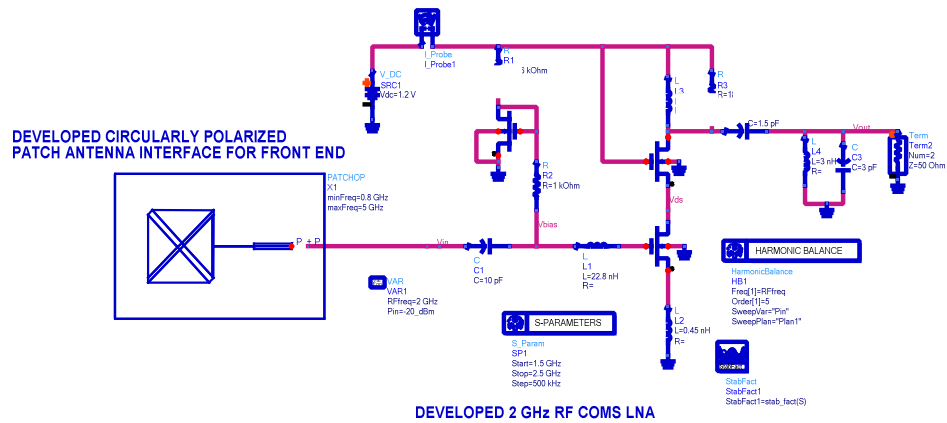 I_Probe
I_Probe1
R
R1
kOhm
V_DC
SRC1
Vdc=1.2 V
L
L3
R
R3
C=1.5 pF
Vout
Term
Term2
Num=2
Z=50 Ohm
L
L4
L=3 nH
R=
C
C3
C=3 pF
DEVELOPED CIRCULARLY POLARIZED
PATCH ANTENNA INTERFACE FOR FRONT END
R
R2
R=1 kOhm
PATCHOP
X1
minFreq=0.8 GHz
maxFreq=5 GHz
P + P
Vin
Vbias
Vds
C
C1
C=10 pF
L
L1
L=22.8 nH
R=
VAR
VAR1
RFfreq=2 GHz
Pin=-20_dBm
HARMONIC BALANCE
HarmonicBalance
HB1
Freq[1]=RFfreq
Order[1]=5
SweepVar="Pin"
SweepPlan="Plan1"
S-PARAMETERS
S_Param
SP1
Start=1.5 GHz
Stop=2.5 GHz
Step=500 kHz
L
L2
L=0.45 nH
R=
StabFact
StabFact
StabFact1
StabFact1=stab_fact(S)
DEVELOPED 2 GHz RF COMS LNA